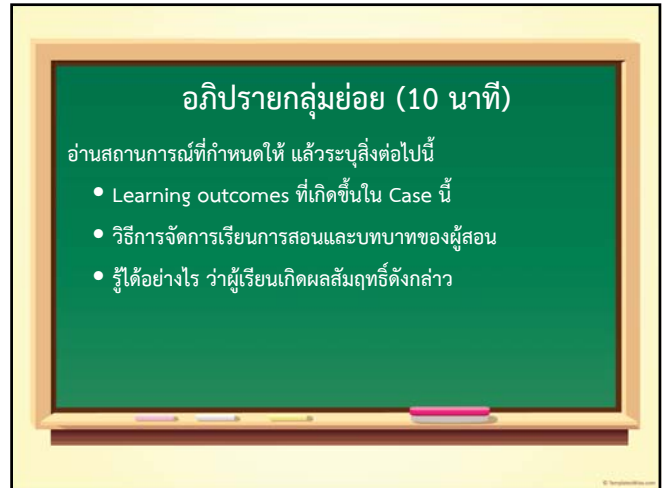 อภิปรายกลุ่มย่อย (10 นาที)
อ่านสถานการณ์ที่กำหนดให้ แล้วระบุสิ่งต่อไปนี้
• Learning outcomes ที่เกิดขึ้นใน Case นี้
• วิธีการจัดการเรียนการสอนและบทบาทของผู้สอน
• รู้ได้อย่างไร ว่าผู้เรียนเกิดผลสัมฤทธิ์ดังกล่าว